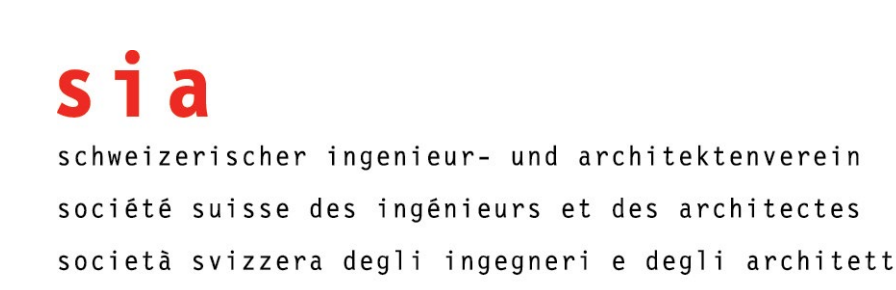 sia
schweizerischer ingenieur- und architektenverein
société suisse des ingénieurs et des architectes
società svizzera degli ingegneri e degli architett